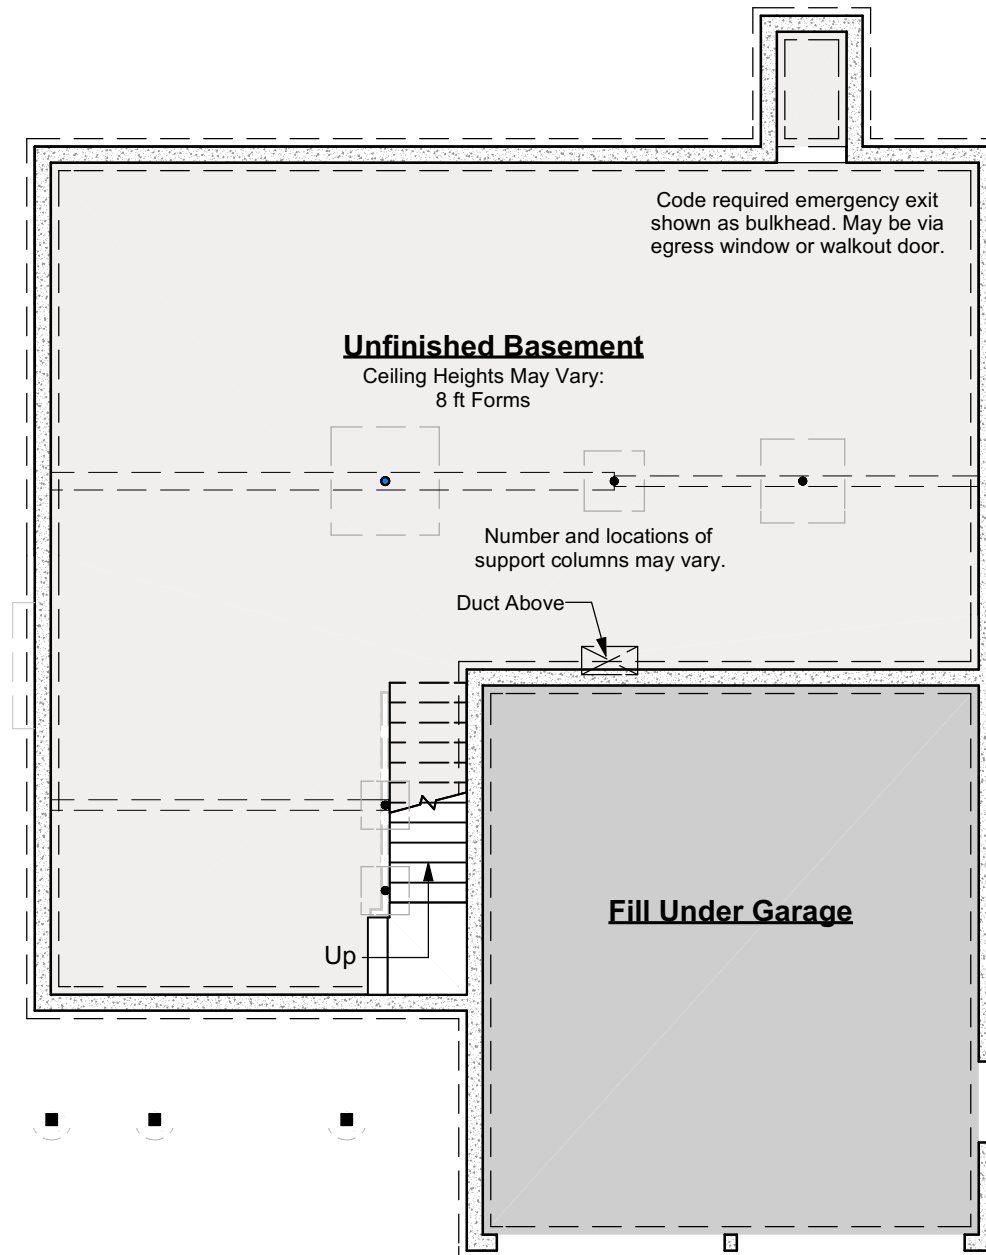 Code required emergency exit
shown as bulkhead. May be via
egress window or walkout door.
Unfinished Basement
Ceiling Heights May Vary:
8 ft Forms
Number and locations of
support columns may vary.
Duct Above
Fill Under Garage
Up